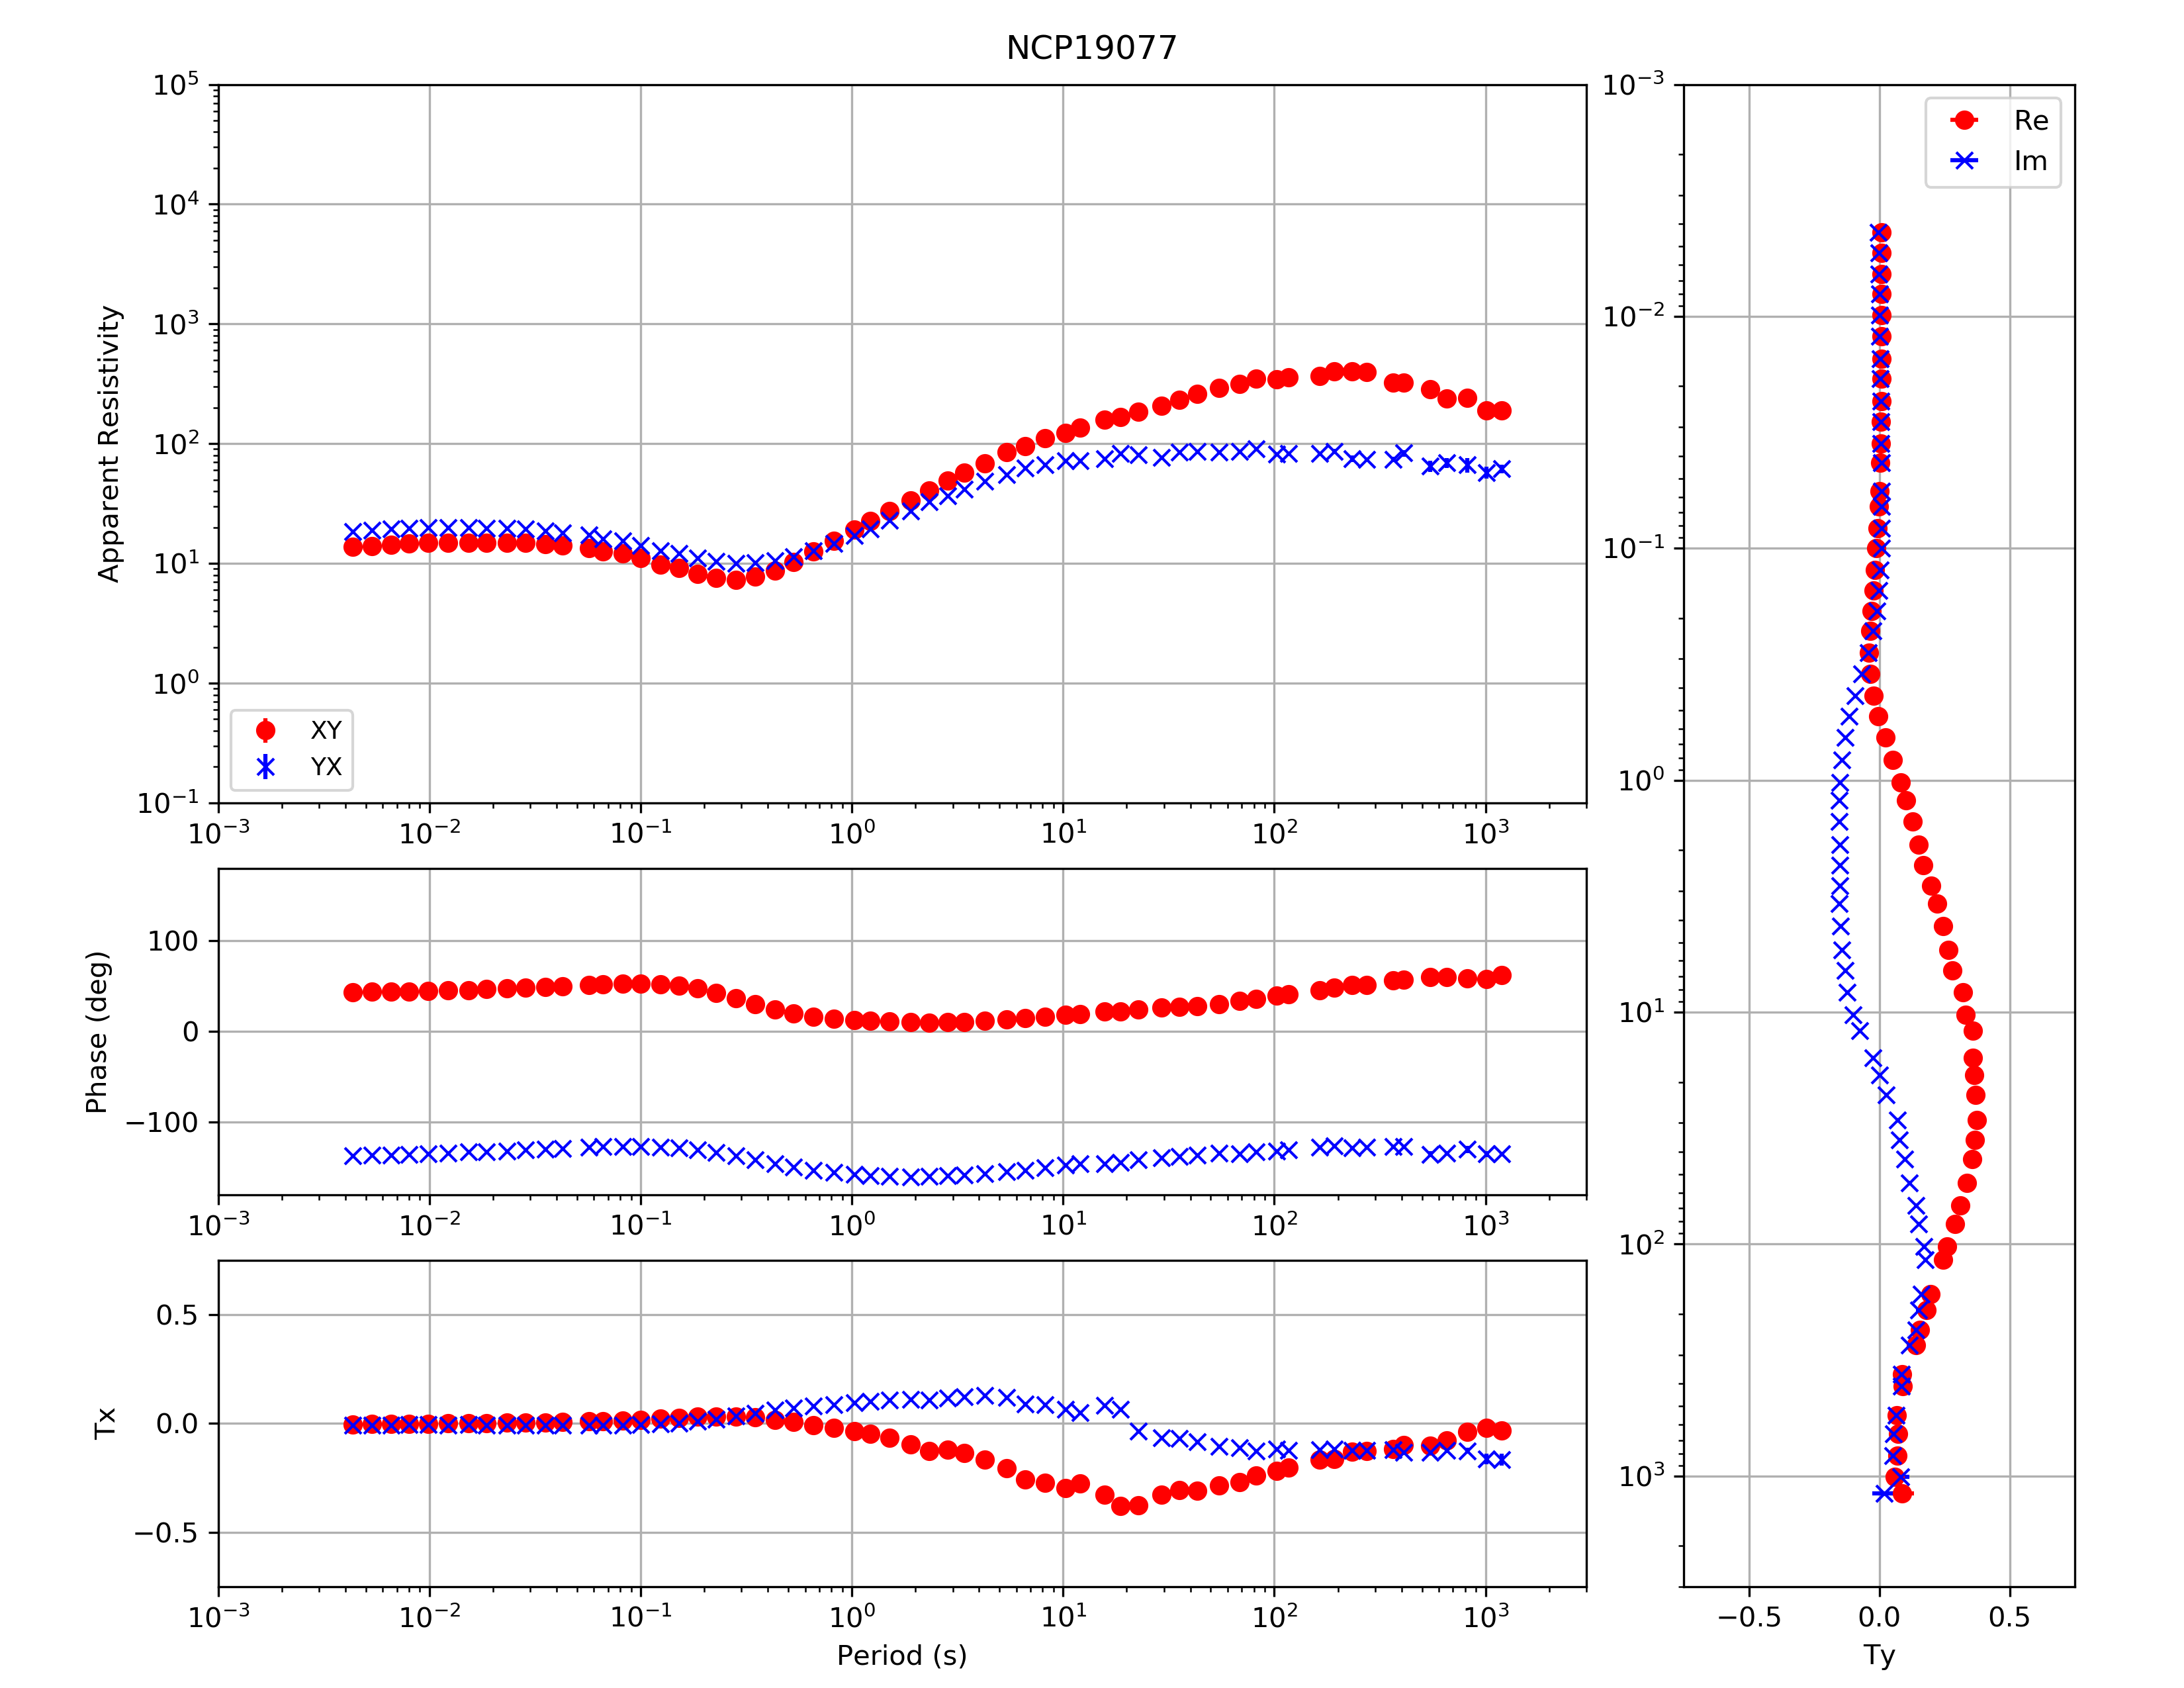 NCP19077
10⁵
10⁴
10³
10²
10¹
10⁰
10⁻¹
Apparent Resistivity
XY
YX
10⁻³ 10⁻² 10⁻¹ 10⁰ 10¹ 10² 10³
100
0
−100
Phase (deg)
10⁻³ 10⁻² 10⁻¹ 10⁰ 10¹ 10² 10³
0.5
0.0
−0.5
Tx
10⁻³ 10⁻² 10⁻¹ 10⁰ 10¹ 10² 10³
Period (s)
10⁻³
10⁻²
10⁻¹
10⁰
10¹
10²
10³
Re
Im
−0.5 0.0 0.5
Ty